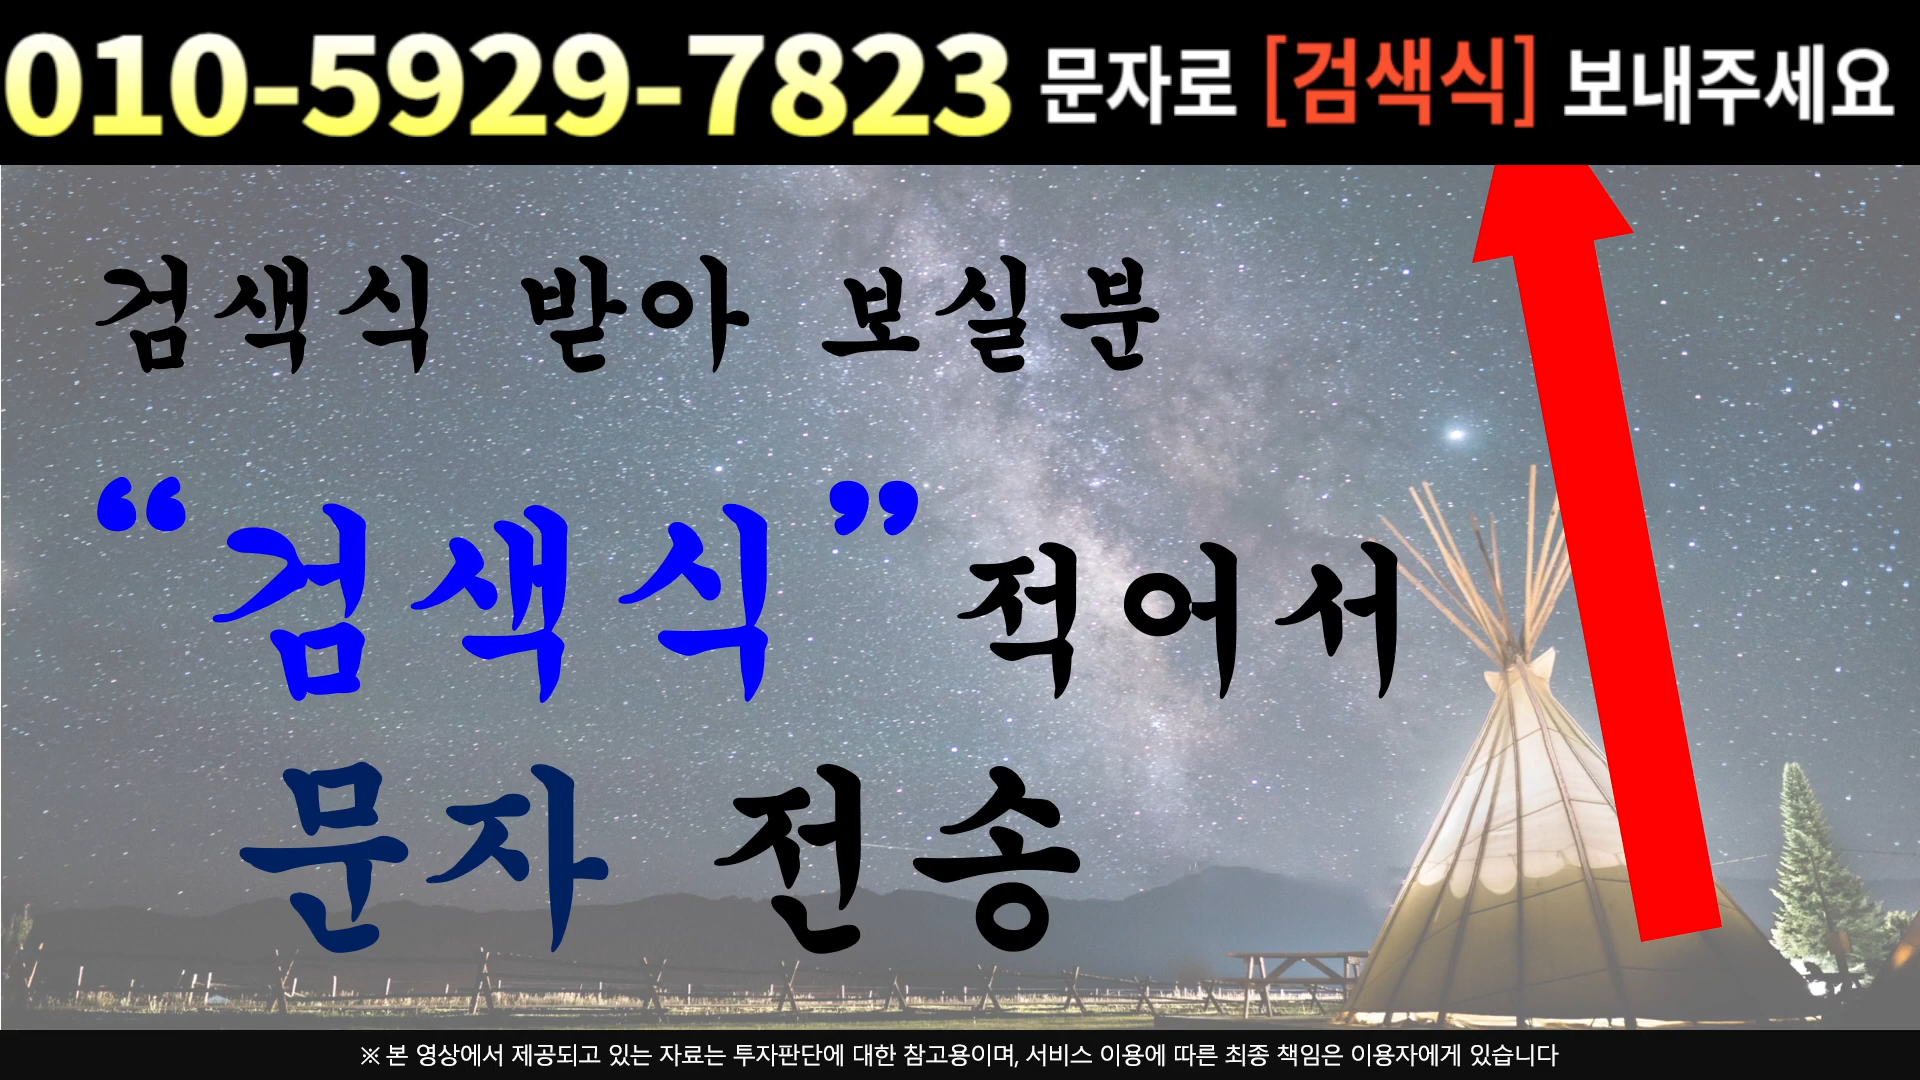 010-5929-7823 문자로 [검색식] 보내주세요
검색식 받아 보실분
“검색식” 적어서
문자 전송
※ 본 영상에서 제공되고 있는 자료는 투자판단에 대한 참고용이며, 서비스 이용에 따른 최종 책임은 이용자에게 있습니다